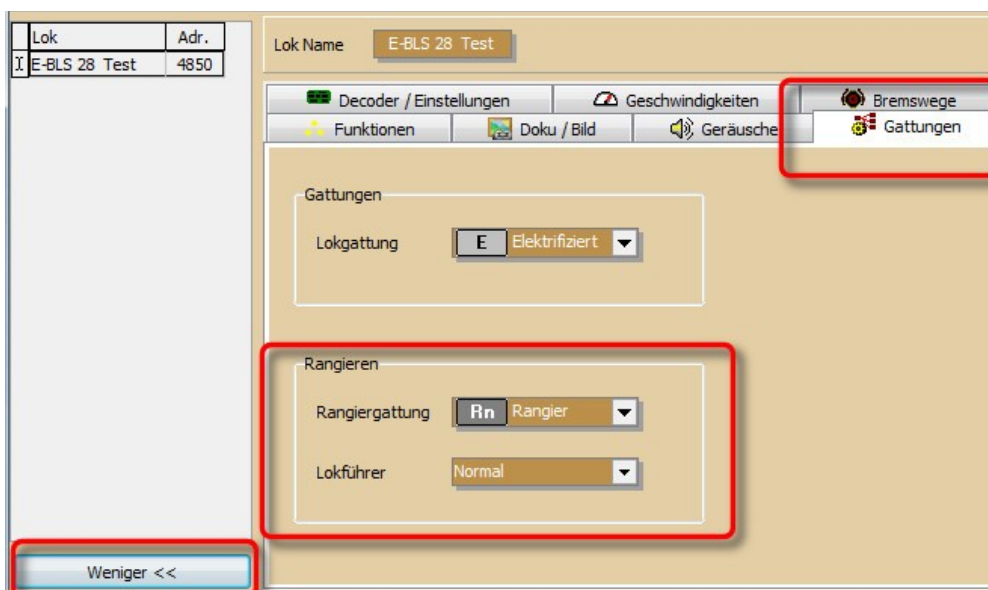 Lok Adr.
I E-BLS 28 Test 4850
Weniger <<
Lok Name E-BLS 28 Test
Decoder / Einstellungen Geschwindigkeiten Bremswege
Funktionen Doku / Bild Geräusche Gattungen
Gattungen
Lokgattung E Elektrifiziert
Rangieren
Rangiergattung Rn Rangier
Lokführer Normal